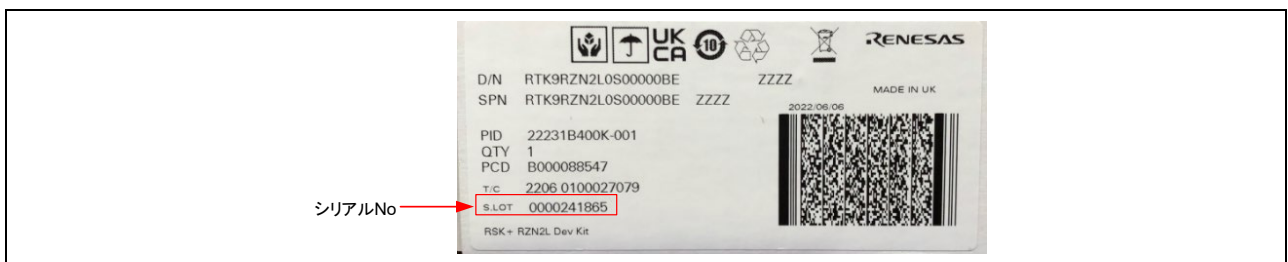 UK
CA
10
RENESAS
D/N RTK9RZN2L0S00000BE ZZZZ
MADE IN UK
SPN RTK9RZN2L0S00000BE ZZZZ
2022/06/06
PID 22231B400K-001
QTY 1
PCD B000088547
T/C 2206 0100027079
シリアルNo
S.LOT 0000241865
RSK+ RZN2L Dev Kit